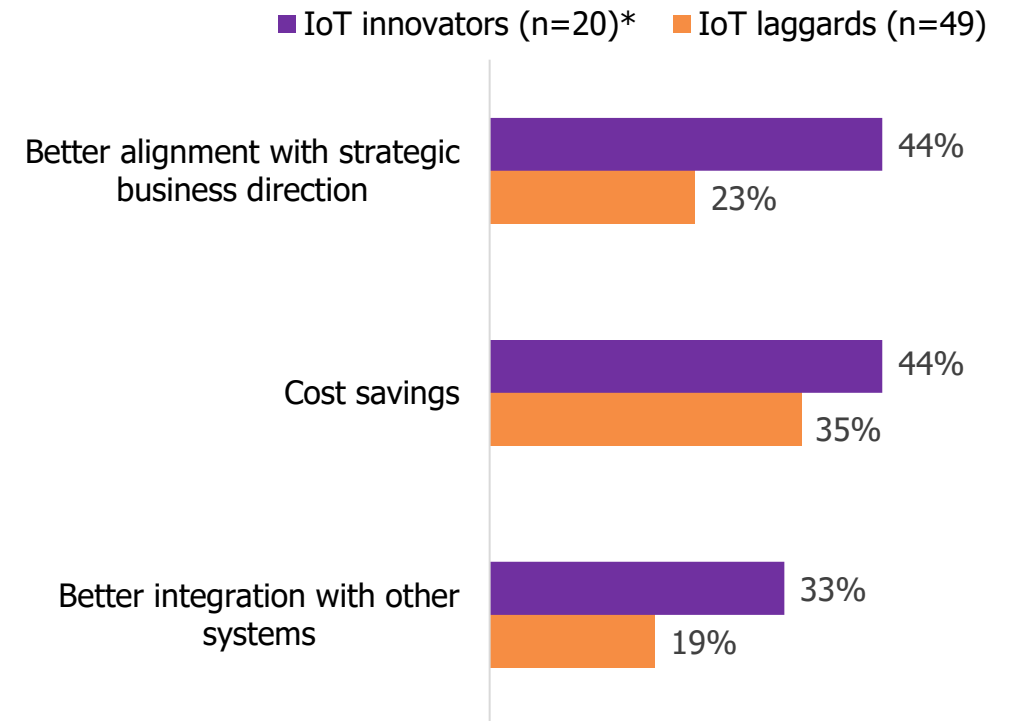 IoT innovators (n=20)* IoT laggards (n=49)
Better alignment with strategic
business direction
44%
23%
Cost savings
44%
35%
Better integration with other
systems
33%
19%